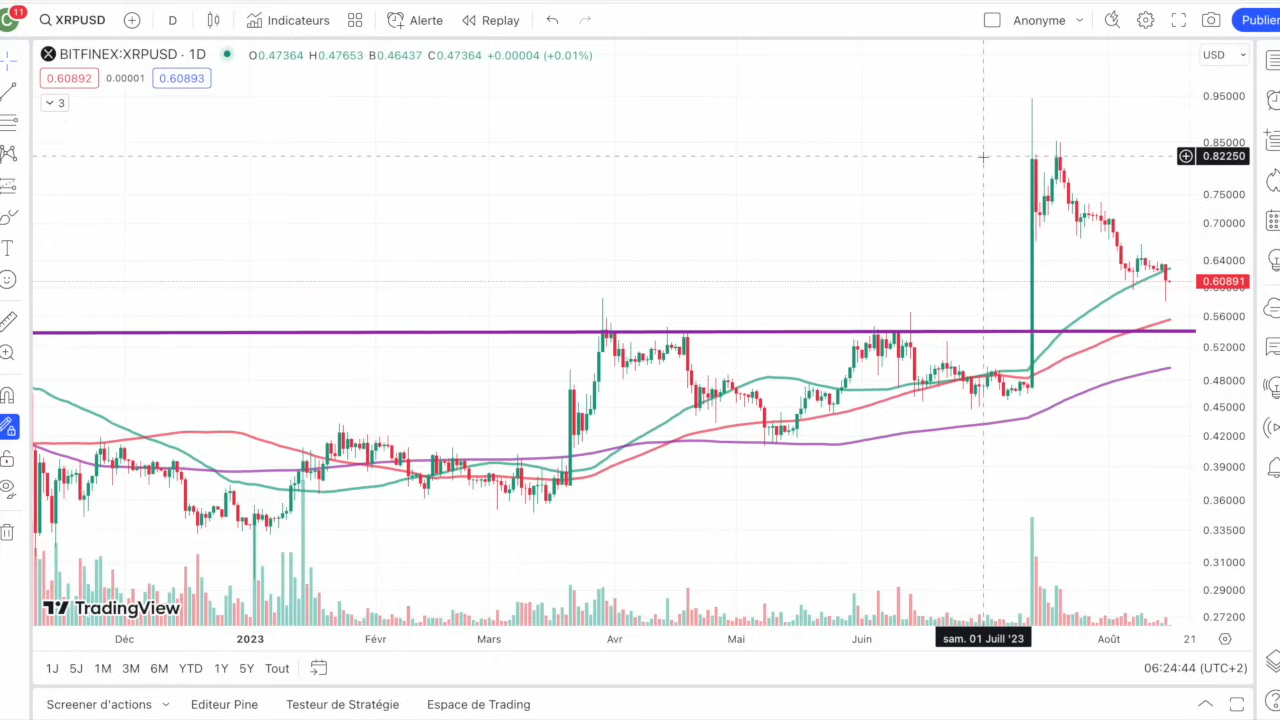 11
XRPUSD
D
Indicateurs
Alerte
Replay
Anonyme
Publier
BITFINEX:XRPUSD · 1D
O0.47364 H0.47653 B0.46437 C0.47364 +0.00004 (+0.01%)
USD
0.60892
0.00001
0.60893
3
0.95000
0.85000
0.82250
0.75000
0.70000
0.64000
0.60891
0.56000
0.52000
0.48000
0.45000
0.42000
0.39000
0.36000
0.33500
0.31000
0.29000
0.27200
TradingView
Déc
2023
Févr
Mars
Avr
Mai
Juin
sam. 01 Juill '23
Août
21
1J 5J 1M 3M 6M YTD 1Y 5Y Tout
06:24:44 (UTC+2)
Screener d'actions
Editeur Pine
Testeur de Stratégie
Espace de Trading